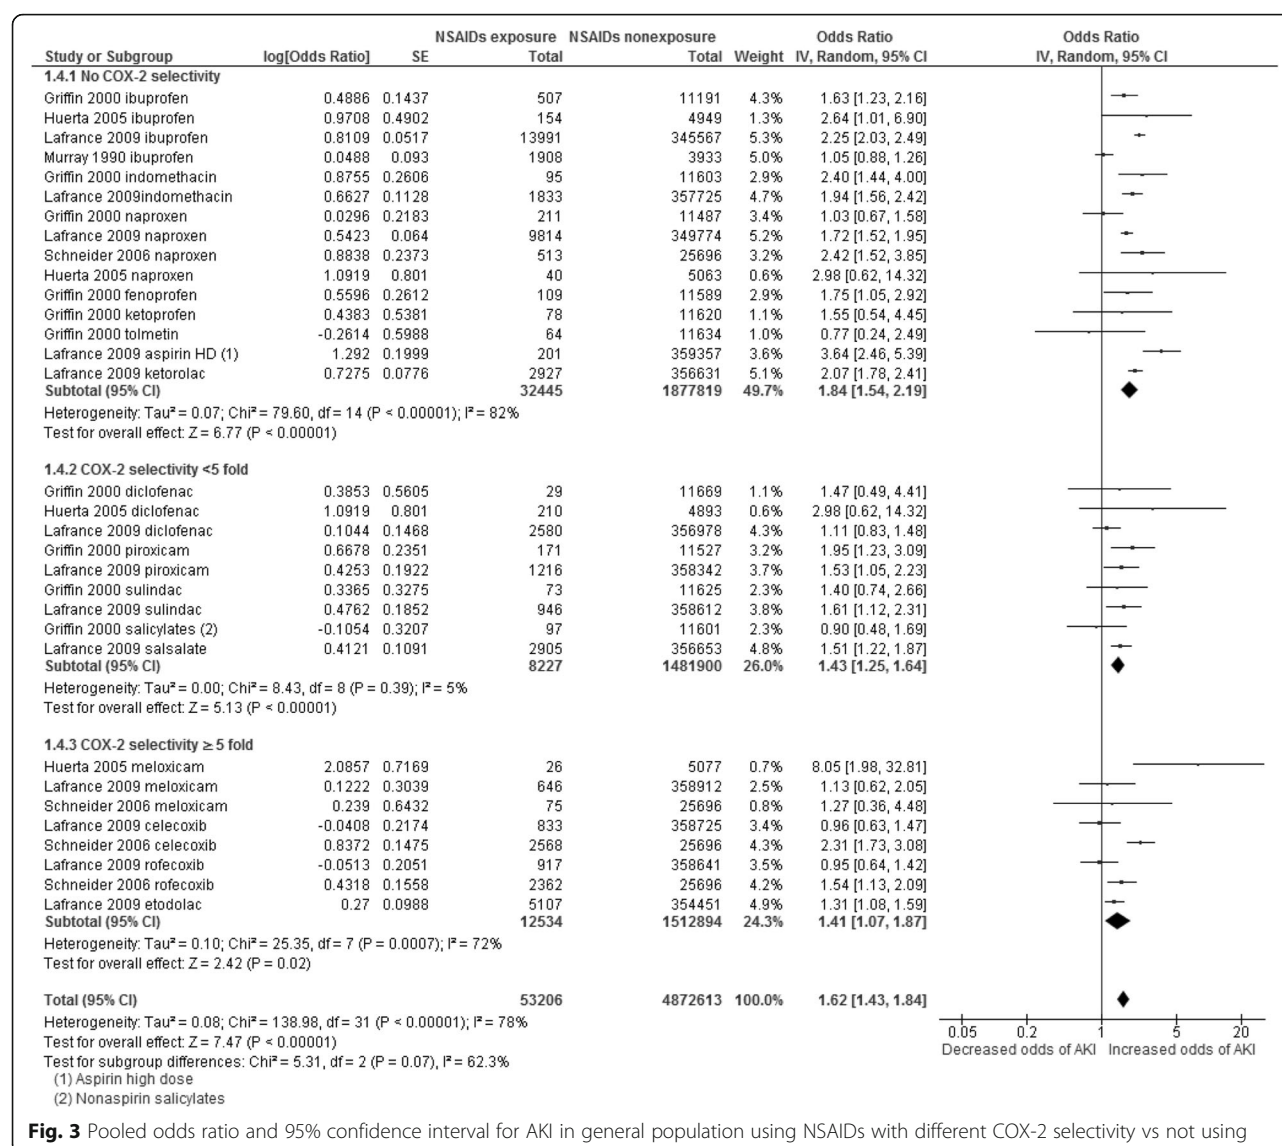 NSAIDs exposure NSAIDs nonexposure Odds Ratio Odds Ratio
Study or Subgroup log[Odds Ratio] SE Total Total Weight IV, Random, 95% CI IV, Random, 95% CI
1.4.1 No COX-2 selectivity
Griffin 2000 ibuprofen 0.4886 0.1437 507 11191 4.3% 1.63 [1.23, 2.16]
Huerta 2005 ibuprofen 0.9708 0.4902 154 4949 1.3% 2.64 [1.01, 6.90]
Lafrance 2009 ibuprofen 0.8109 0.0517 13991 345567 5.3% 2.25 [2.03, 2.49]
Murray 1990 ibuprofen 0.0488 0.093 1908 3933 5.0% 1.05 [0.88, 1.26]
Griffin 2000 indomethacin 0.8755 0.2606 95 11603 2.9% 2.40 [1.44, 4.00]
Lafrance 2009indomethacin 0.6627 0.1128 1833 357725 4.7% 1.94 [1.56, 2.42]
Griffin 2000 naproxen 0.0296 0.2183 211 11487 3.4% 1.03 [0.67, 1.58]
Lafrance 2009 naproxen 0.5423 0.064 9814 349774 5.2% 1.72 [1.52, 1.95]
Schneider 2006 naproxen 0.8838 0.2373 513 25696 3.2% 2.42 [1.52, 3.85]
Huerta 2005 naproxen 1.0919 0.801 40 5063 0.6% 2.98 [0.62, 14.32]
Griffin 2000 fenoprofen 0.5596 0.2612 109 11589 2.9% 1.75 [1.05, 2.92]
Griffin 2000 ketoprofen 0.4383 0.5381 78 11620 1.1% 1.55 [0.54, 4.45]
Griffin 2000 tolmetin -0.2614 0.5988 64 11634 1.0% 0.77 [0.24, 2.49]
Lafrance 2009 aspirin HD (1) 1.292 0.1999 201 359357 3.6% 3.64 [2.46, 5.39]
Lafrance 2009 ketorolac 0.7275 0.0776 2927 356631 5.1% 2.07 [1.78, 2.41]
Subtotal (95% CI) 32445 1877819 49.7% 1.84 [1.54, 2.19]
Heterogeneity: Tau² = 0.07; Chi² = 79.60, df = 14 (P < 0.00001); I² = 82%
Test for overall effect: Z = 6.77 (P < 0.00001)
1.4.2 COX-2 selectivity <5 fold
Griffin 2000 diclofenac 0.3853 0.5605 29 11669 1.1% 1.47 [0.49, 4.41]
Huerta 2005 diclofenac 1.0919 0.801 210 4893 0.6% 2.98 [0.62, 14.32]
Lafrance 2009 diclofenac 0.1044 0.1468 2580 356978 4.3% 1.11 [0.83, 1.48]
Griffin 2000 piroxicam 0.6678 0.2351 171 11527 3.2% 1.95 [1.23, 3.09]
Lafrance 2009 piroxicam 0.4253 0.1922 1216 358342 3.7% 1.53 [1.05, 2.23]
Griffin 2000 sulindac 0.3365 0.3275 73 11625 2.3% 1.40 [0.74, 2.66]
Lafrance 2009 sulindac 0.4762 0.1852 946 358612 3.8% 1.61 [1.12, 2.31]
Griffin 2000 salicylates (2) -0.1054 0.3207 97 11601 2.3% 0.90 [0.48, 1.69]
Lafrance 2009 salsalate 0.4121 0.1091 2905 356653 4.8% 1.51 [1.22, 1.87]
Subtotal (95% CI) 8227 1481900 26.0% 1.43 [1.25, 1.64]
Heterogeneity: Tau² = 0.00; Chi² = 8.43, df = 8 (P = 0.39); I² = 5%
Test for overall effect: Z = 5.13 (P < 0.00001)
1.4.3 COX-2 selectivity ≥ 5 fold
Huerta 2005 meloxicam 2.0857 0.7169 26 5077 0.7% 8.05 [1.98, 32.81]
Lafrance 2009 meloxicam 0.1222 0.3039 646 358912 2.5% 1.13 [0.62, 2.05]
Schneider 2006 meloxicam 0.239 0.6432 75 25696 0.8% 1.27 [0.36, 4.48]
Lafrance 2009 celecoxib -0.0408 0.2174 833 358725 3.4% 0.96 [0.63, 1.47]
Schneider 2006 celecoxib 0.8372 0.1475 2568 25696 4.3% 2.31 [1.73, 3.08]
Lafrance 2009 rofecoxib -0.0513 0.2051 917 358641 3.5% 0.95 [0.64, 1.42]
Schneider 2006 rofecoxib 0.4318 0.1558 2362 25696 4.2% 1.54 [1.13, 2.09]
Lafrance 2009 etodolac 0.27 0.0988 5107 354451 4.9% 1.31 [1.08, 1.59]
Subtotal (95% CI) 12534 1512894 24.3% 1.41 [1.07, 1.87]
Heterogeneity: Tau² = 0.10; Chi² = 25.35, df = 7 (P = 0.0007); I² = 72%
Test for overall effect: Z = 2.42 (P = 0.02)
Total (95% CI) 53206 4872613 100.0% 1.62 [1.43, 1.84]
Heterogeneity: Tau² = 0.08; Chi² = 138.98, df = 31 (P < 0.00001); I² = 78%
Test for overall effect: Z = 7.47 (P < 0.00001)
Test for subgroup differences: Chi² = 5.31, df = 2 (P = 0.07), I² = 62.3%
(1) Aspirin high dose
(2) Nonaspirin salicylates
0.05 0.2 1 5 20
Decreased odds of AKI Increased odds of AKI
Fig. 3 Pooled odds ratio and 95% confidence interval for AKI in general population using NSAIDs with different COX-2 selectivity vs not using